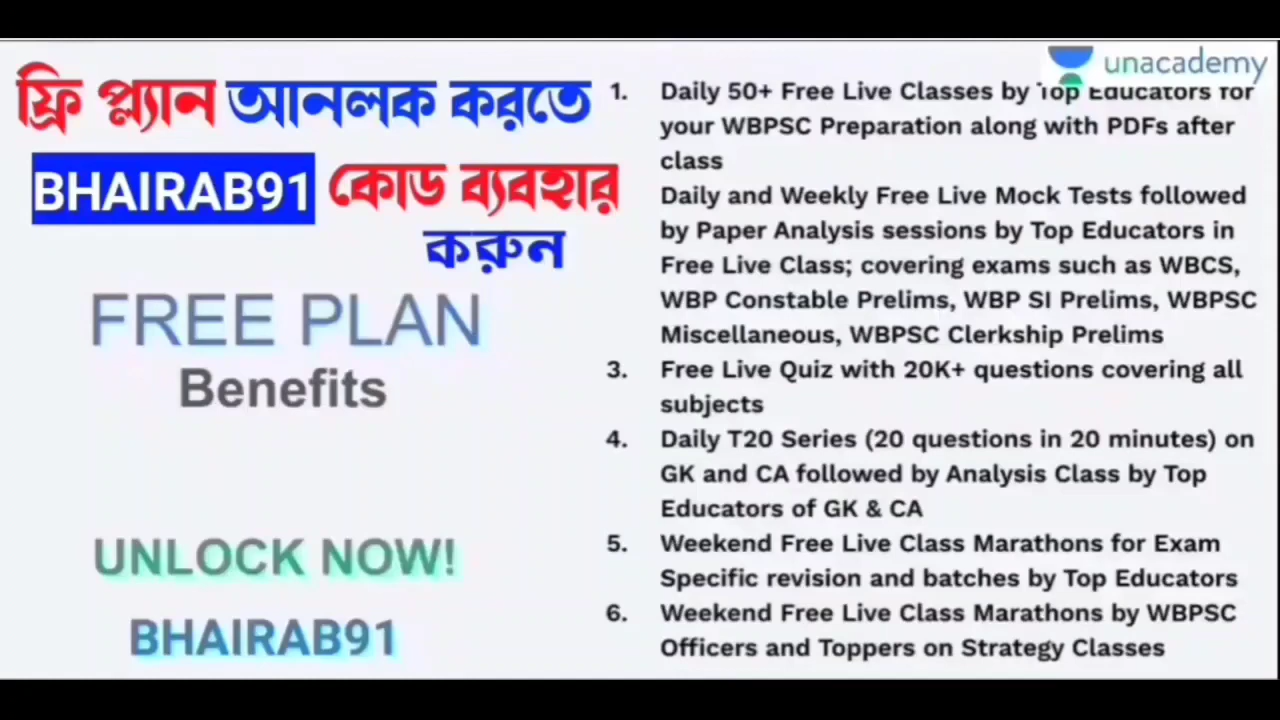 ফ্রি প্ল্যান আনলক করতে
BHAIRAB91 কোড ব্যবহার
করুন
FREE PLAN
Benefits
UNLOCK NOW!
BHAIRAB91
unacademy
1. Daily 50+ Free Live Classes by Top Educators for
your WBPSC Preparation along with PDFs after
class
Daily and Weekly Free Live Mock Tests followed
by Paper Analysis sessions by Top Educators in
Free Live Class; covering exams such as WBCS,
WBP Constable Prelims, WBP SI Prelims, WBPSC
Miscellaneous, WBPSC Clerkship Prelims
3. Free Live Quiz with 20K+ questions covering all
subjects
4. Daily T20 Series (20 questions in 20 minutes) on
GK and CA followed by Analysis Class by Top
Educators of GK & CA
5. Weekend Free Live Class Marathons for Exam
Specific revision and batches by Top Educators
6. Weekend Free Live Class Marathons by WBPSC
Officers and Toppers on Strategy Classes